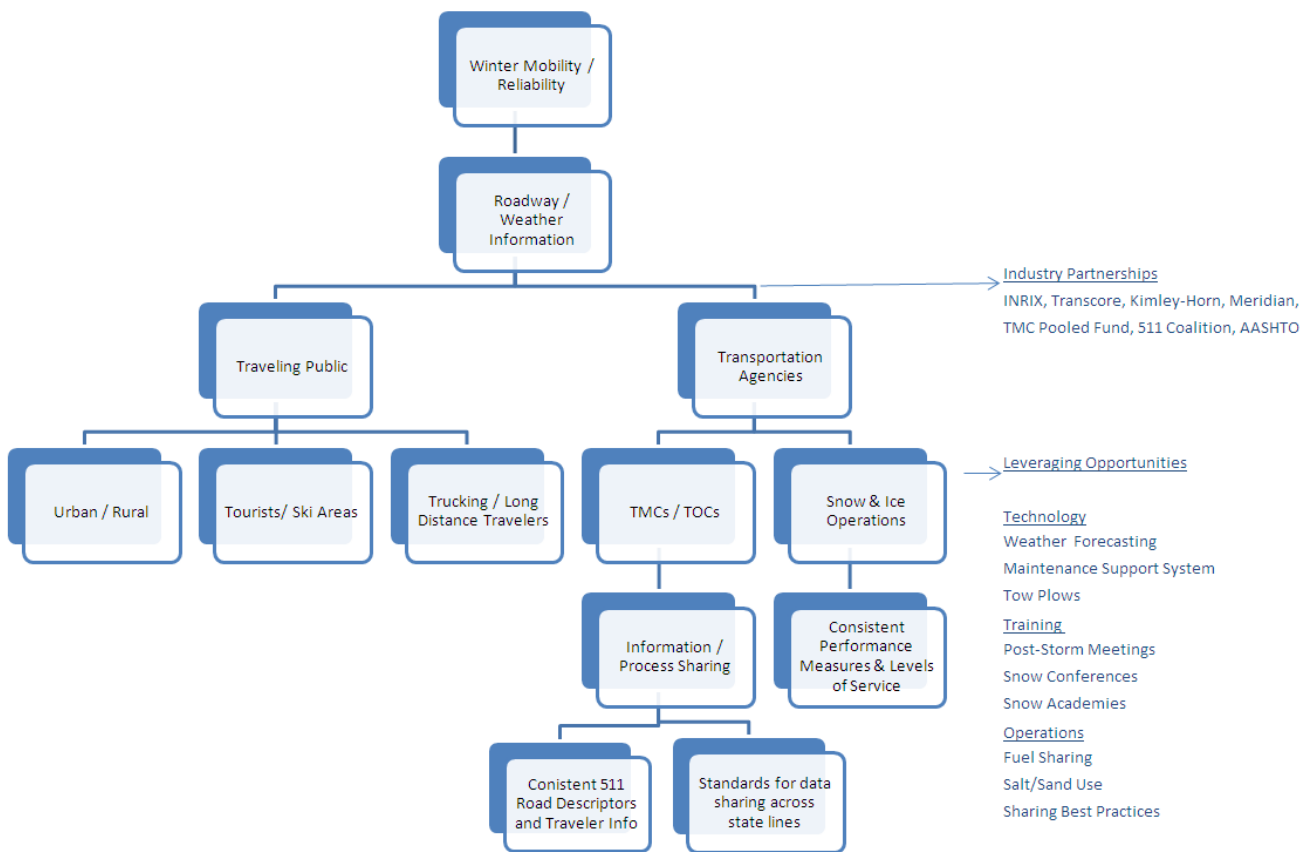 Winter Mobility /
Reliability
Roadway /
Weather
Information
Industry Partnerships
INRIX, Transcore, Kimley-Horn, Meridian,
TMC Pooled Fund, 511 Coalition, AASHTO
Traveling Public
Transportation
Agencies
Urban / Rural
Tourists/ Ski Areas
Trucking / Long
Distance Travelers
TMCs / TOCs
Snow & Ice
Operations
Leveraging Opportunities
Technology
Weather Forecasting
Maintenance Support System
Tow Plows
Training
Post-Storm Meetings
Snow Conferences
Snow Academies
Operations
Fuel Sharing
Salt/Sand Use
Sharing Best Practices
Information /
Process Sharing
Consistent
Performance
Measures & Levels
of Service
Conistent 511
Road Descriptors
and Traveler Info
Standards for data
sharing across
state lines